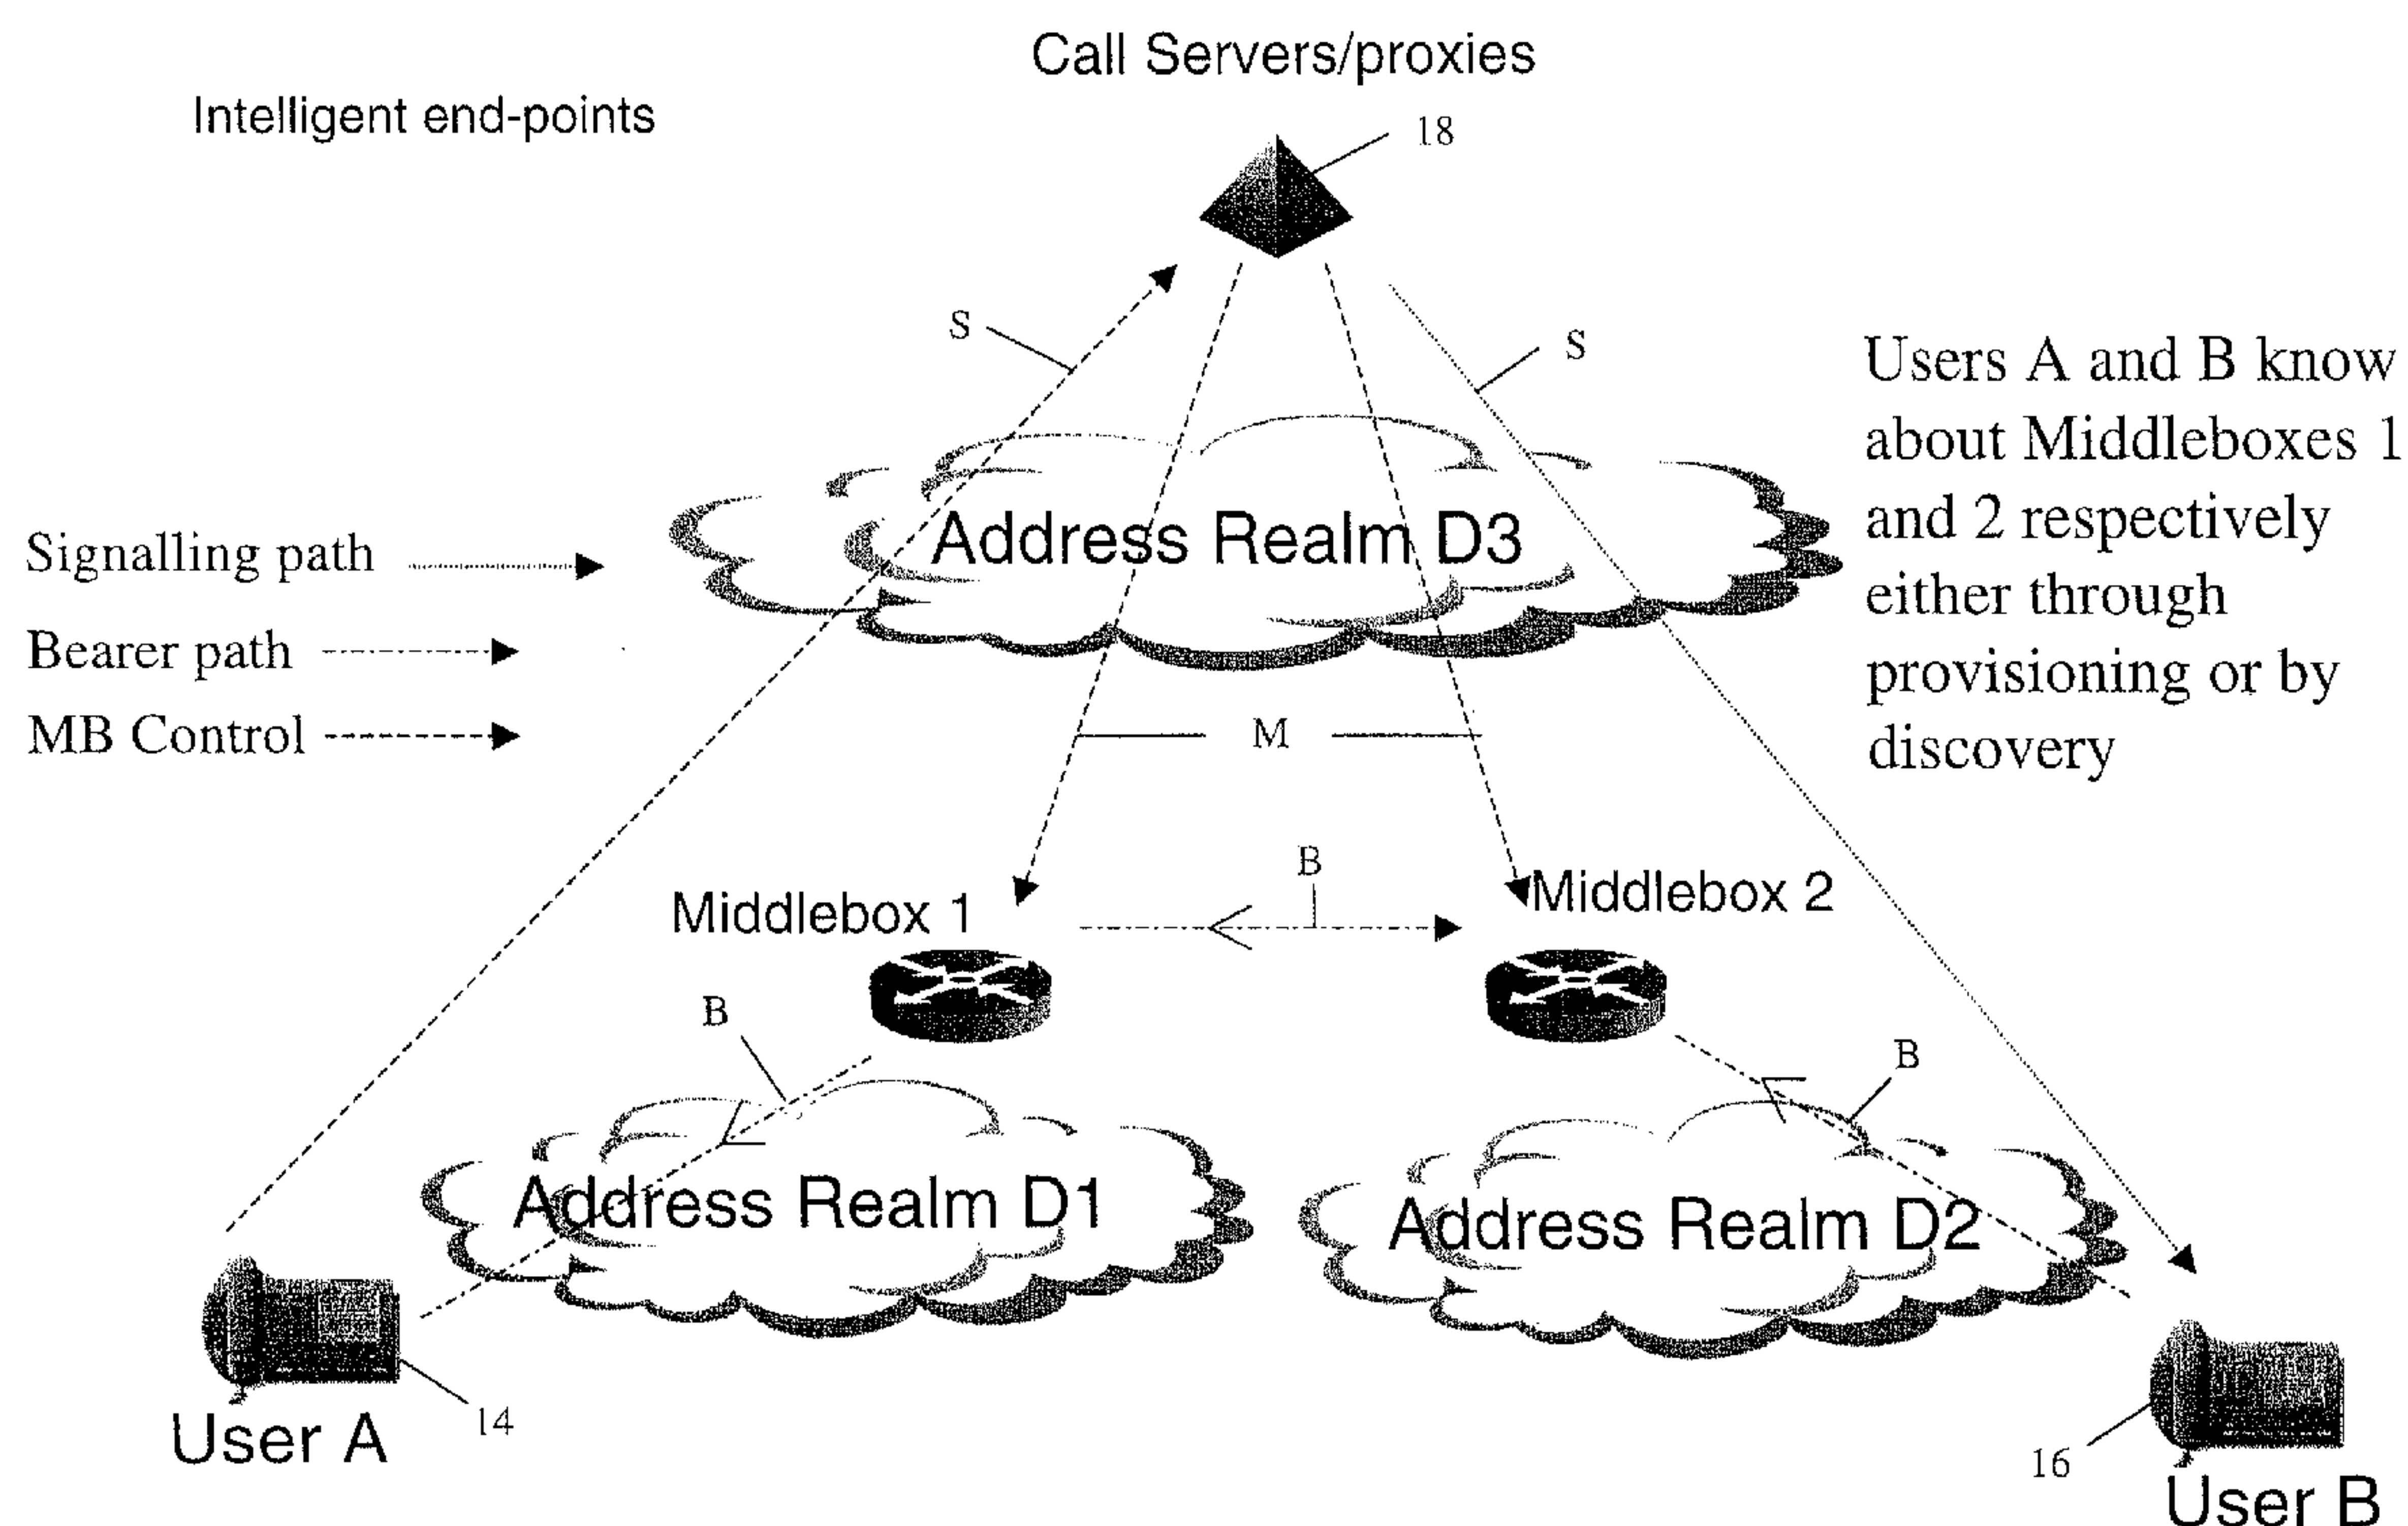 Call Servers/proxies
Intelligent end-points
18
S
S
Users A and B know
about Middleboxes 1
and 2 respectively
either through
provisioning or by
discovery
Address Realm D3
Signalling path
Bearer path
MB Control
M
B
Middlebox 1
Middlebox 2
B
B
Address Realm D1
Address Realm D2
14
User A
16
User B